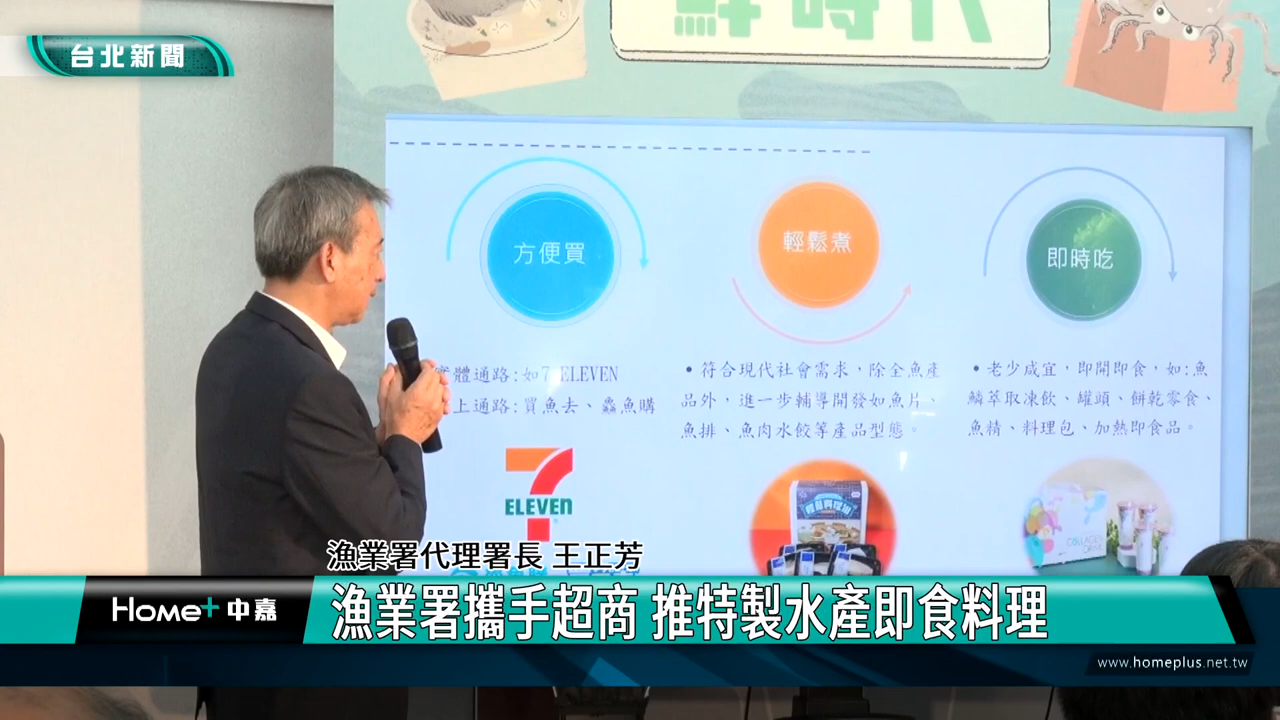 台北新聞
鮮時代
方便買
輕鬆煮
即時吃
實體通路:如7 ELEVEN
上通路:買魚去、鱻魚購
•符合現代社會需求，除全魚產
品外，進一步輔導開發如魚片、
魚排、魚肉水餃等產品型態。
•老少咸宜，即開即食，如:魚
鱗萃取凍飲、罐頭、餅乾零食、
魚精、料理包、加熱即食品。
7
ELEVEN
漁業署代理署長 王正芳
Home+ 中嘉
漁業署攜手超商 推特製水產即食料理
www.homeplus.net.tw